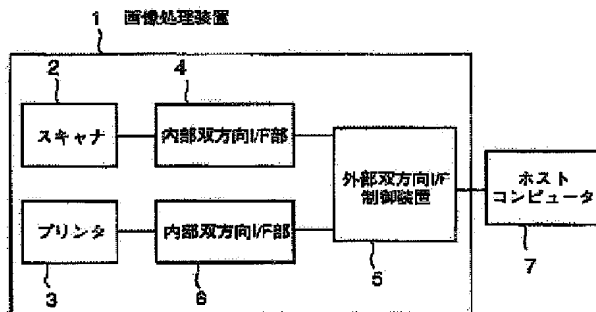 1 画像処理装置
2
4
スキャナ
内部双方向I/F部
外部双方向I/F
制御装置
ホスト
コンピュータ
プリンタ
内部双方向I/F部
3
6
5
7